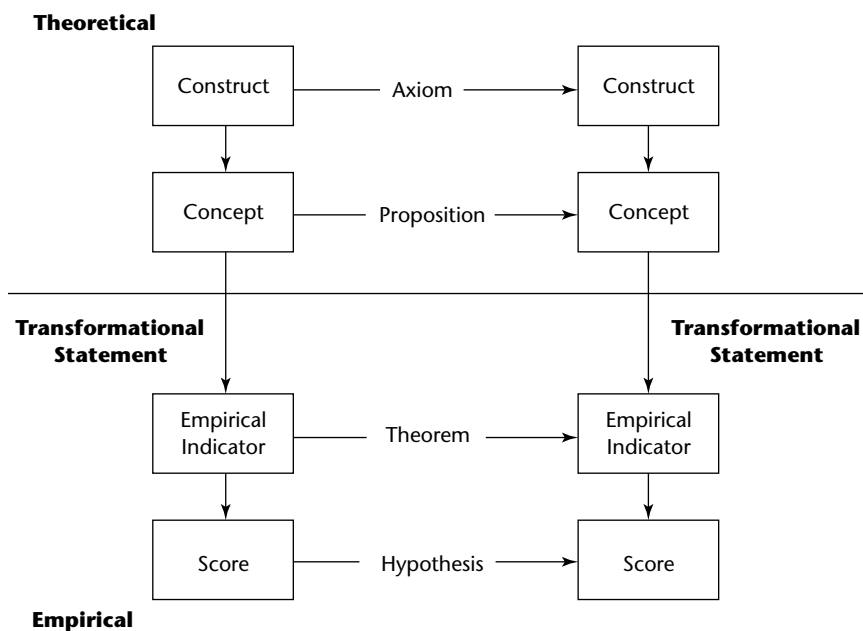 Theoretical
Construct
Axiom
Construct
Concept
Proposition
Concept
Transformational
Statement
Transformational
Statement
Empirical
Indicator
Theorem
Empirical
Indicator
Score
Hypothesis
Score
Empirical